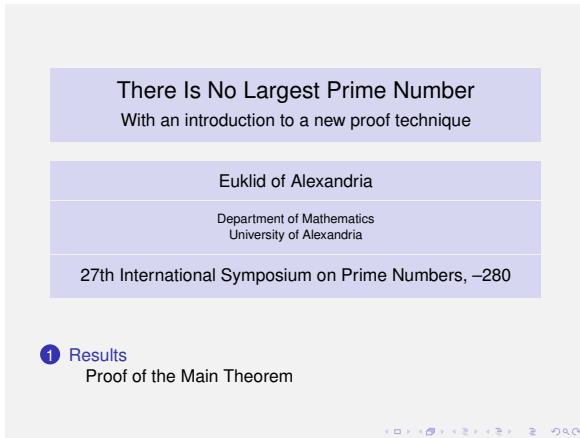 There Is No Largest Prime Number
With an introduction to a new proof technique
Euklid of Alexandria
Department of Mathematics
University of Alexandria
27th International Symposium on Prime Numbers, –280
1 Results
Proof of the Main Theorem